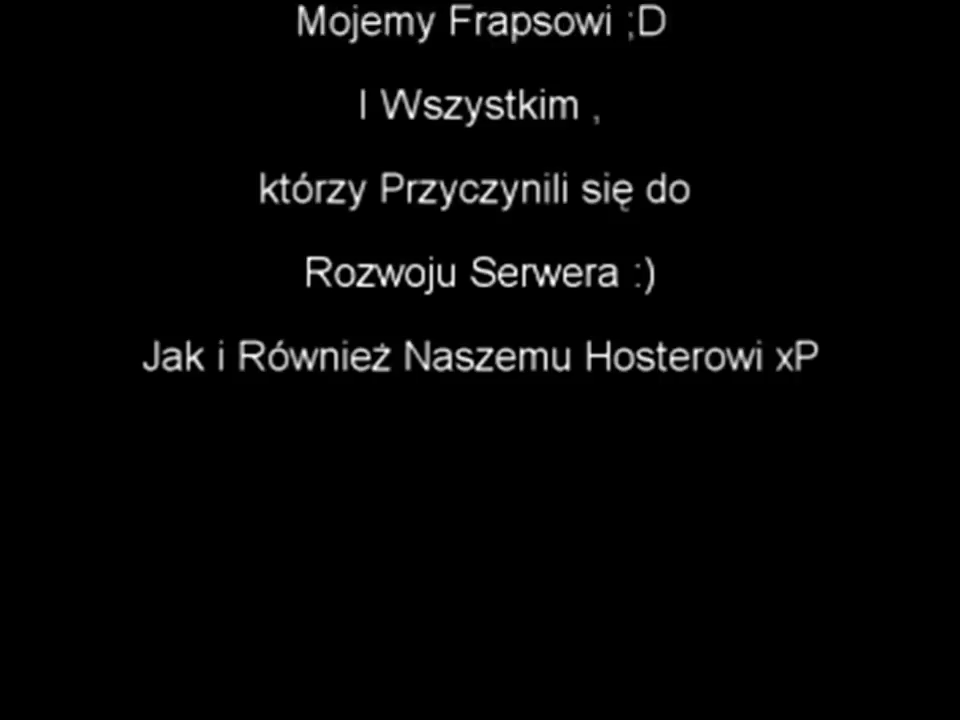 Mojemy Frapsowi ;D
I Wszystkim ,
którzy Przyczynili się do
Rozwoju Serwera :)
Jak i Również Naszemu Hosterowi xP